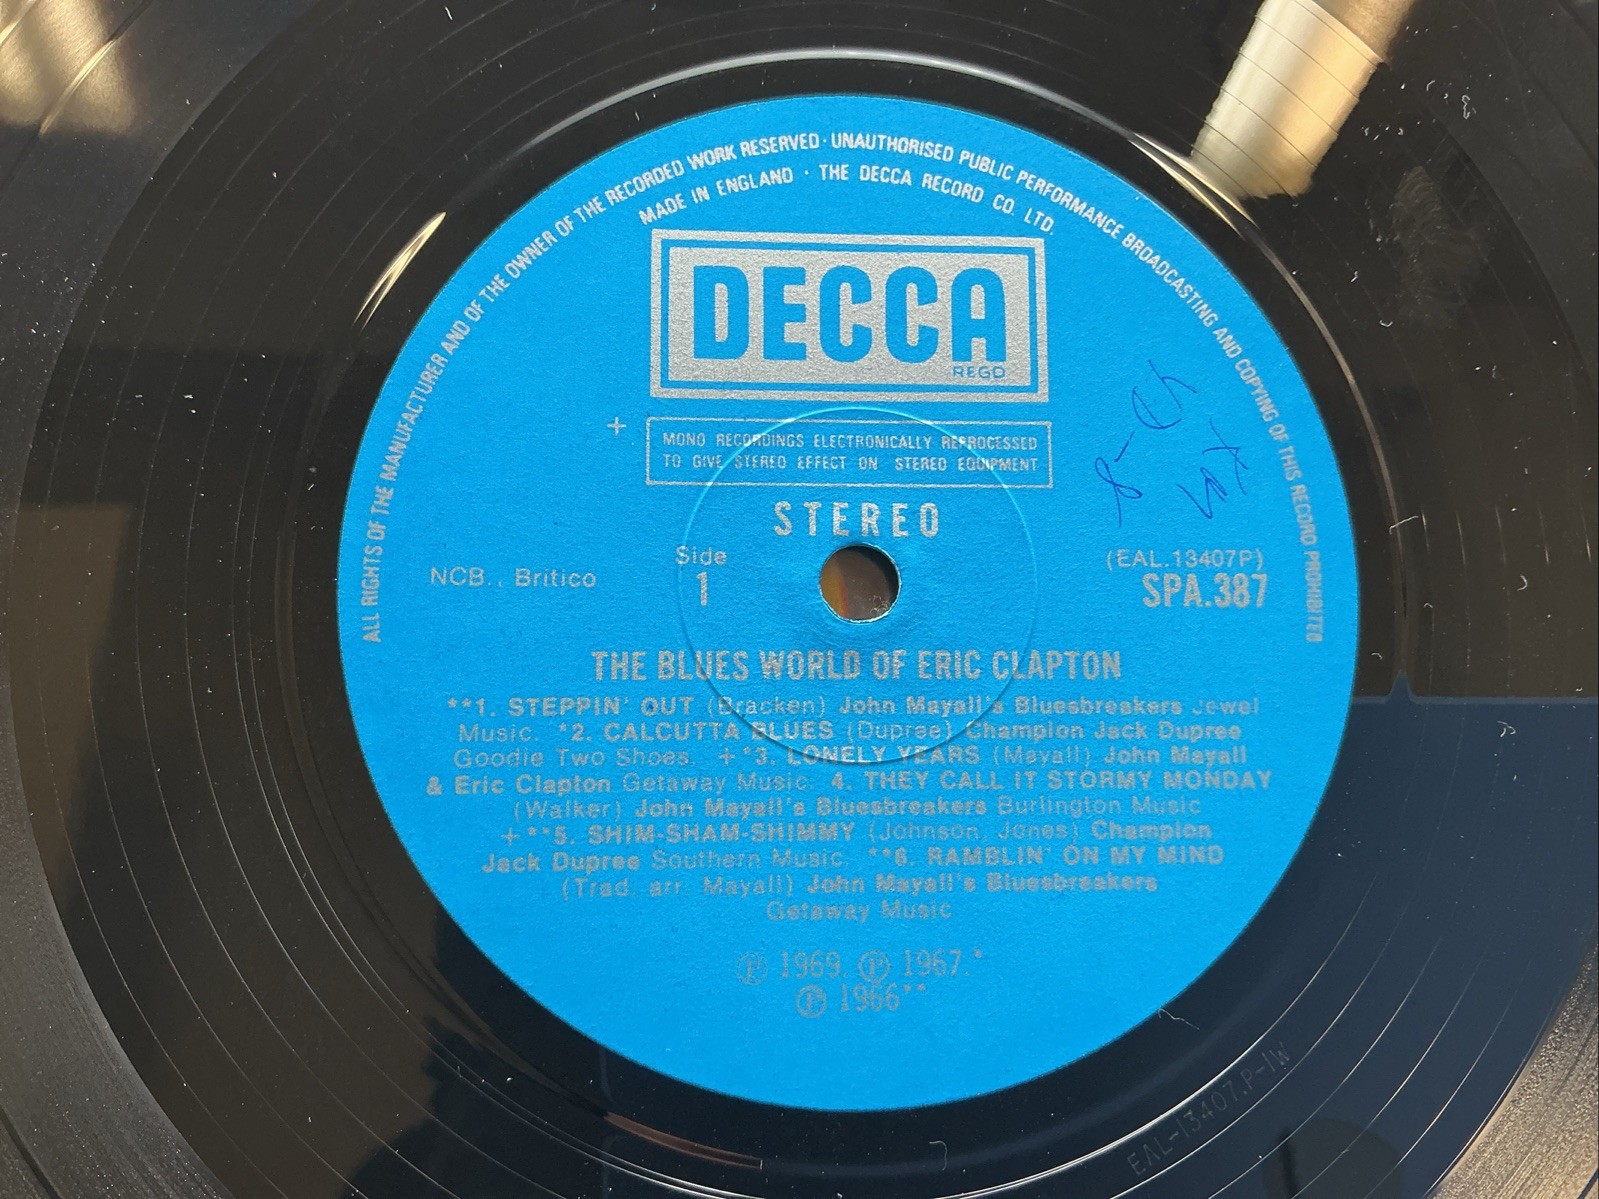 ALL RIGHTS OF THE MANUFACTURER AND OF THE OWNER OF THE RECORDED WORK RESERVED · UNAUTHORISED PUBLIC PERFORMANCE BROADCASTING AND COPYING OF THIS RECORD PROHIBITED
MADE IN ENGLAND · THE DECCA RECORD CO. LTD.
DECCA
REGD
+ MONO RECORDINGS ELECTRONICALLY REPROCESSED
TO GIVE STEREO EFFECT ON STEREO EQUIPMENT
STEREO
NCB., Britico
Side
1
(EAL.13407P)
SPA.387
THE BLUES WORLD OF ERIC CLAPTON
**1. STEPPIN' OUT (Bracken) John Mayall's Bluesbreakers Jewel
Music. *2. CALCUTTA BLUES (Dupree) Champion Jack Dupree
Goodie Two Shoes. +*3. LONELY YEARS (Mayall) John Mayall
& Eric Clapton Getaway Music. 4. THEY CALL IT STORMY MONDAY
(Walker) John Mayall's Bluesbreakers Burlington Music
+**5. SHIM-SHAM-SHIMMY (Johnson, Jones) Champion
Jack Dupree Southern Music. **6. RAMBLIN' ON MY MIND
(Trad. arr. Mayall) John Mayall's Bluesbreakers
Getaway Music
℗ 1969. ℗ 1967.*
℗ 1966**
EAL-13407.P-1W